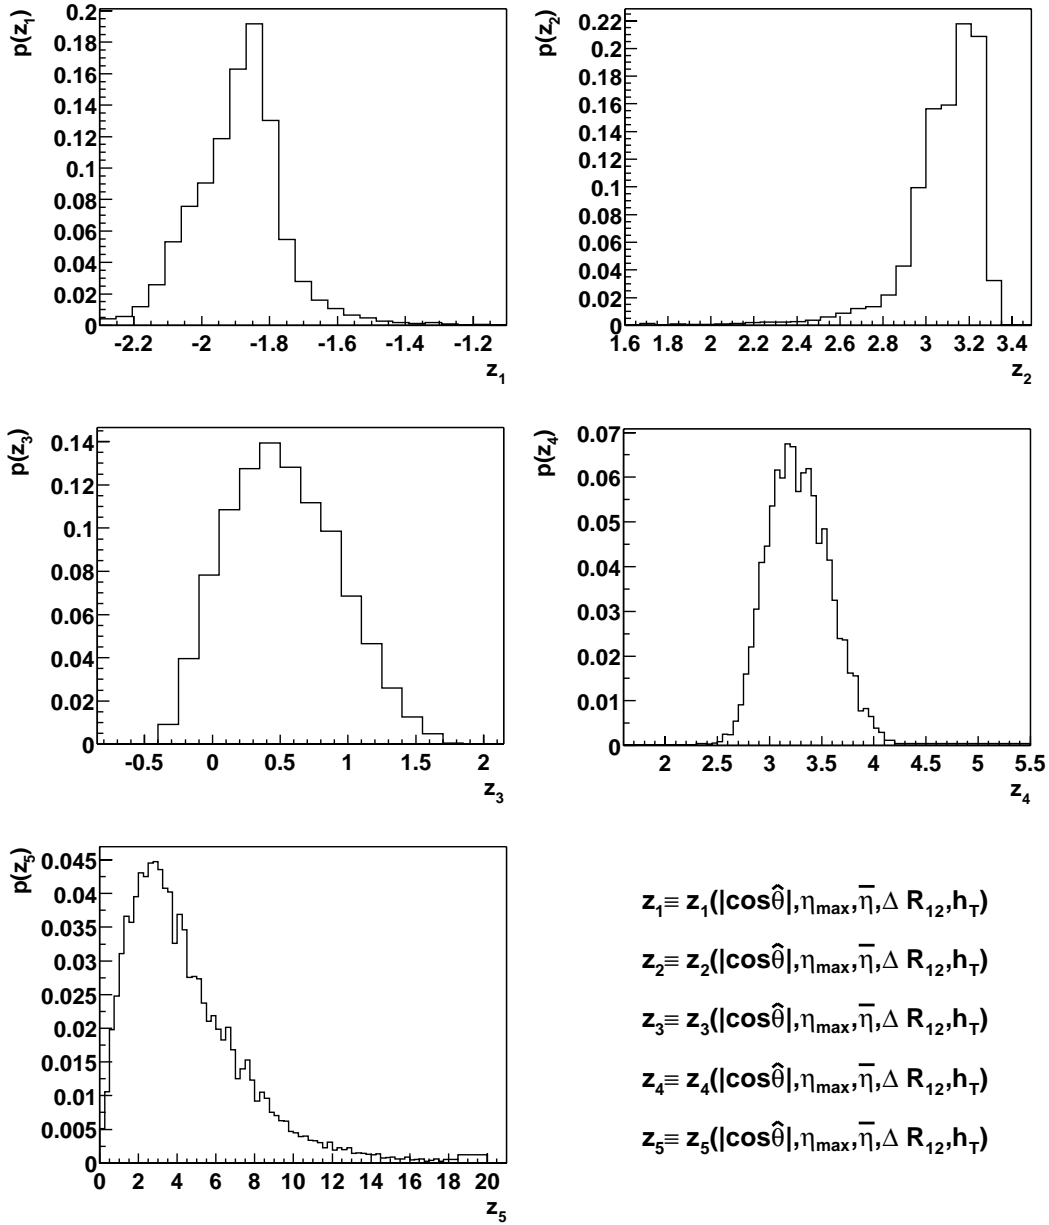 p(z1)
0.2
0.18
0.16
0.14
0.12
0.1
0.08
0.06
0.04
0.02
0
-2.2 -2 -1.8 -1.6 -1.4 -1.2
z1
p(z2)
0.22
0.2
0.18
0.16
0.14
0.12
0.1
0.08
0.06
0.04
0.02
0
1.6 1.8 2 2.2 2.4 2.6 2.8 3 3.2 3.4
z2
p(z3)
0.14
0.12
0.1
0.08
0.06
0.04
0.02
0
-0.5 0 0.5 1 1.5 2
z3
p(z4)
0.07
0.06
0.05
0.04
0.03
0.02
0.01
0
2 2.5 3 3.5 4 4.5 5 5.5
z4
p(z5)
0.045
0.04
0.035
0.03
0.025
0.02
0.015
0.01
0.005
0
0 2 4 6 8 10 12 14 16 18 20
z5
z1≡ z1(|cosθ̂|,ηmax,η̅,Δ R12,hT)
z2≡ z2(|cosθ̂|,ηmax,η̅,Δ R12,hT)
z3≡ z3(|cosθ̂|,ηmax,η̅,Δ R12,hT)
z4≡ z4(|cosθ̂|,ηmax,η̅,Δ R12,hT)
z5≡ z5(|cosθ̂|,ηmax,η̅,Δ R12,hT)